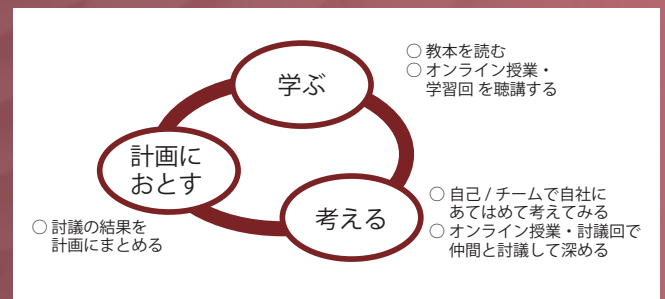 学ぶ
○ 教本を読む
○ オンライン授業・
学習回 を聴講する
考える
○ 自己 / チームで自社に
あてはめて考えてみる
○ オンライン授業・討議回で
仲間と討議して深める
計画に
おとす
○ 討議の結果を
計画にまとめる